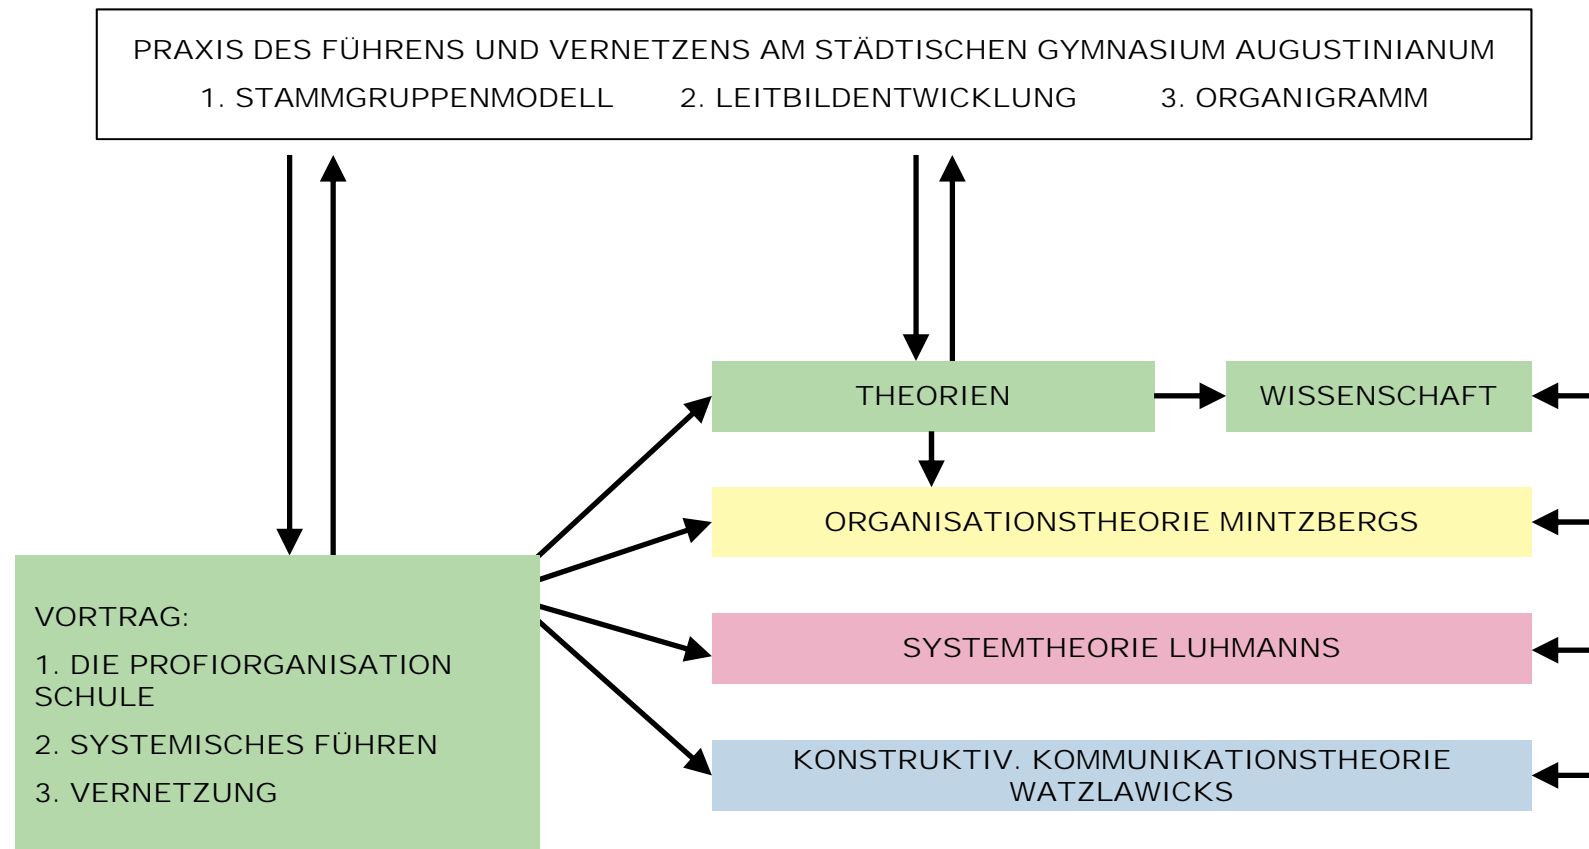 PRAXIS DES FÜHRENS UND VERNETZENS AM STÄDTISCHEN GYMNASIUM AUGUSTINIANUM
1. STAMMGRUPPENMODELL 2. LEITBILDENTWICKLUNG 3. ORGANIGRAMM
THEORIEN
WISSENSCHAFT
ORGANISATIONSTHEORIE MINTZBERGS
SYSTEMTHEORIE LUHMANNS
KONSTRUKTIV. KOMMUNIKATIONSTHEORIE
WATZLAWICKS
VORTRAG:
1. DIE PROFIORGANISATION
SCHULE
2. SYSTEMISCHES FÜHREN
3. VERNETZUNG